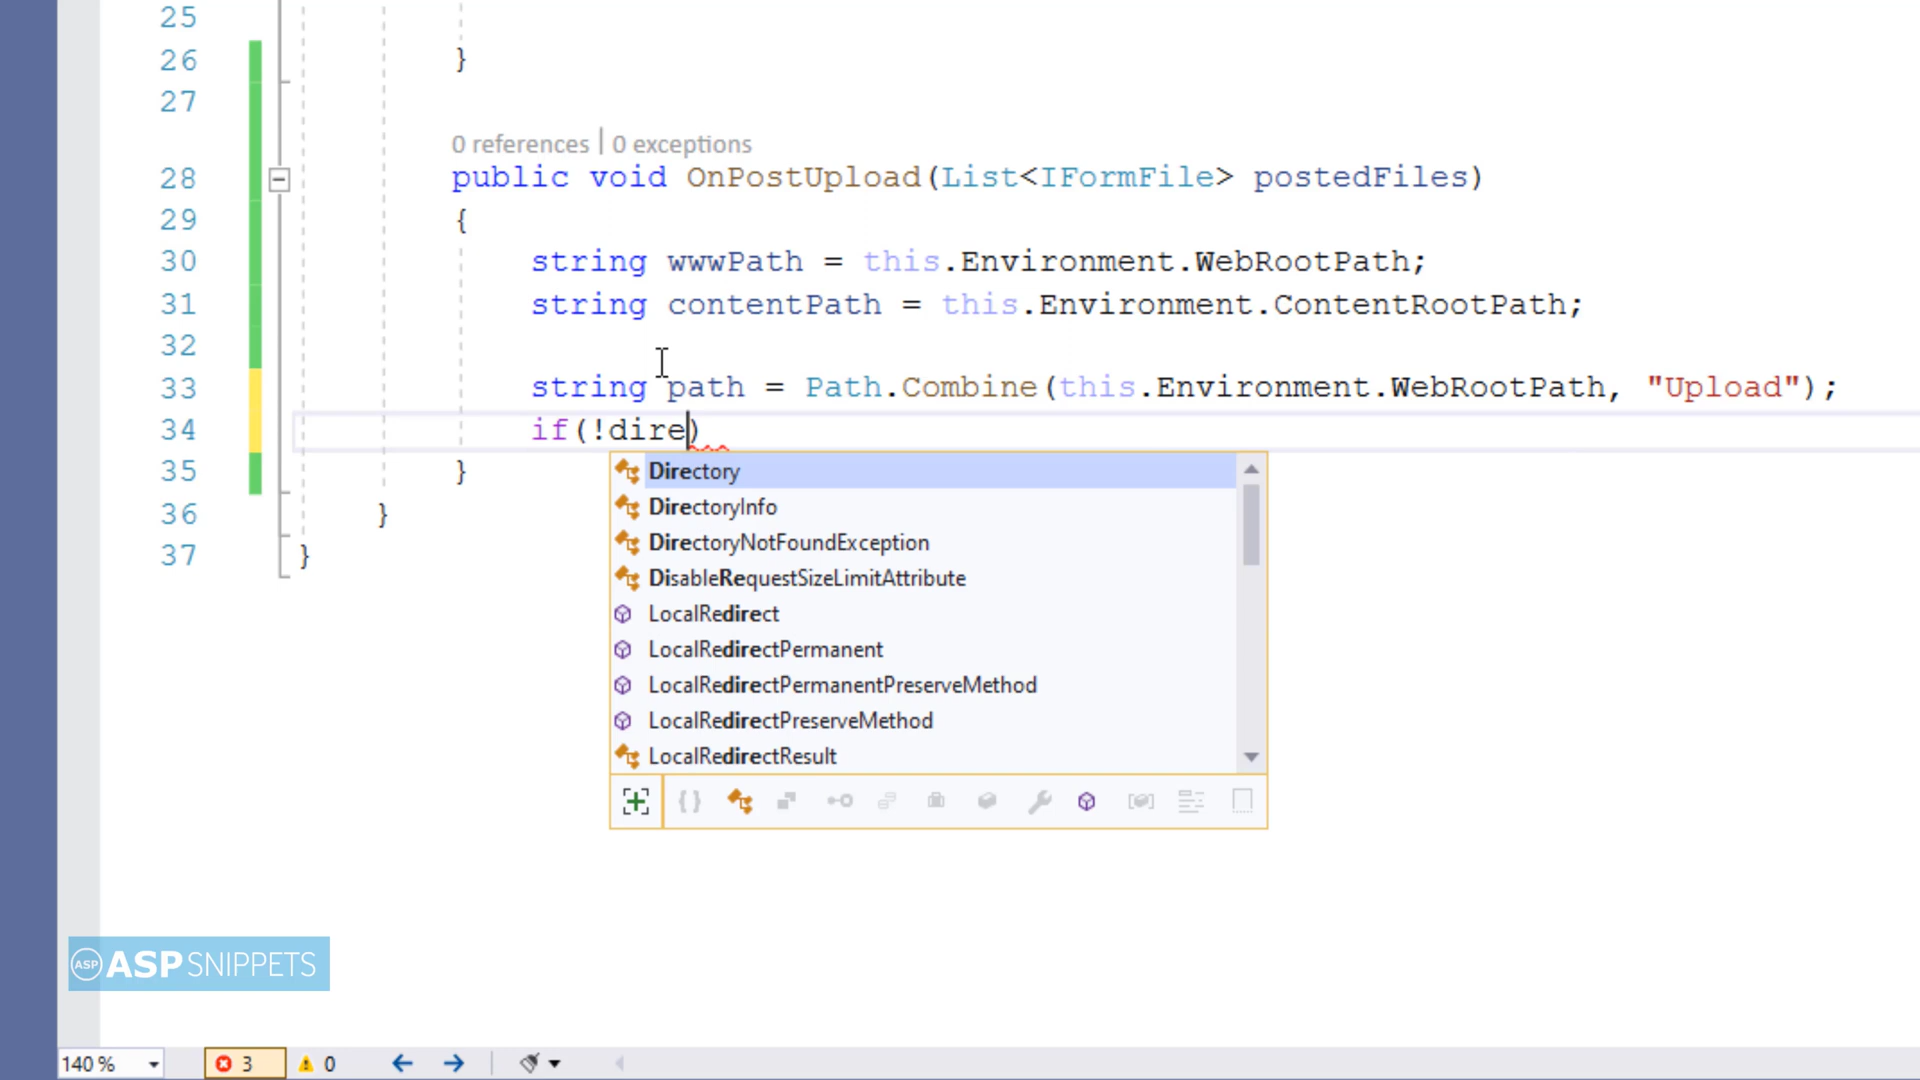 25
26 }
27
0 references | 0 exceptions
28 public void OnPostUpload(List<IFormFile> postedFiles)
29 {
30 string wwwPath = this.Environment.WebRootPath;
31 string contentPath = this.Environment.ContentRootPath;
32
33 string path = Path.Combine(this.Environment.WebRootPath, "Upload");
34 if(!dire)
35 }
36 }
37 }
Directory
DirectoryInfo
DirectoryNotFoundException
DisableRequestSizeLimitAttribute
LocalRedirect
LocalRedirectPermanent
LocalRedirectPermanentPreserveMethod
LocalRedirectPreserveMethod
LocalRedirectResult
ASP ASPSNIPPETS
140 % 3 0